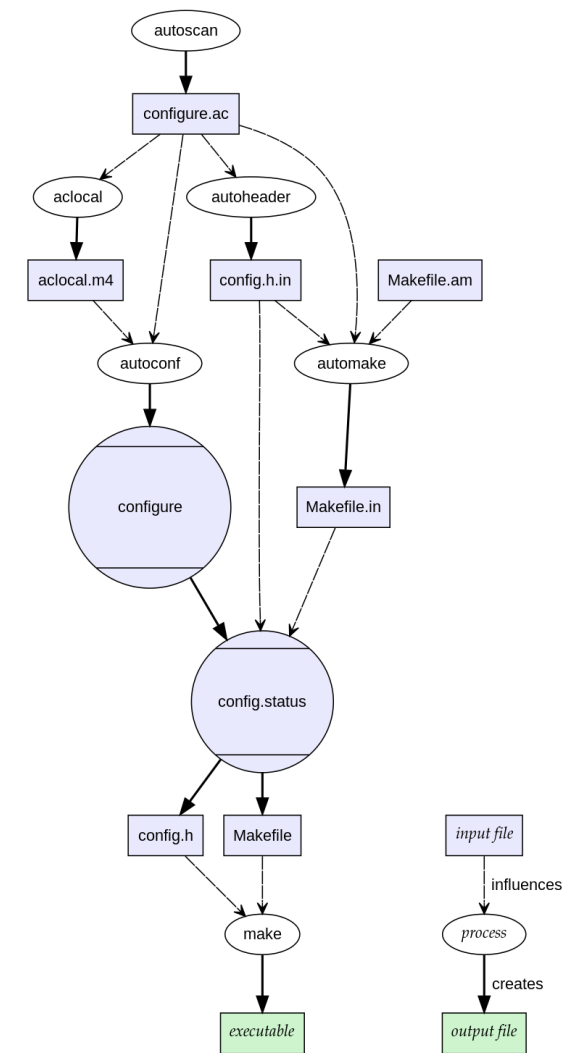 autoscan
configure.ac
aclocal
autoheader
aclocal.m4
config.h.in
Makefile.am
autoconf
automake
configure
Makefile.in
config.status
config.h
Makefile
input file
influences
make
process
creates
executable
output file